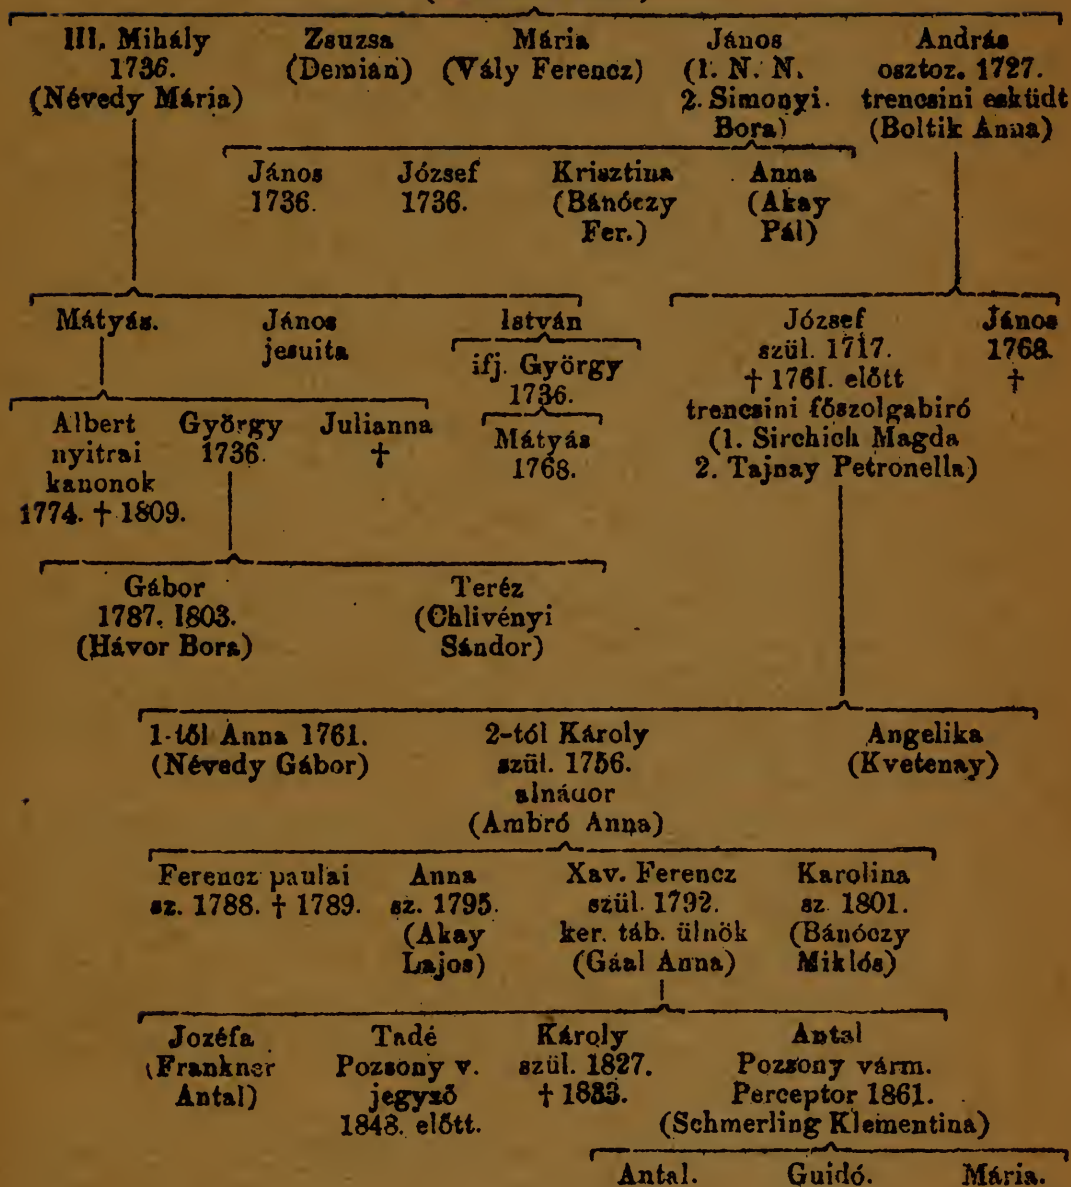 III. Mihály
1736.
(Névedy Mária)
Zsuzsa
(Demian)
Mária
(Vály Ferencz)
János
(1. N. N.
2. Simonyi.
Bora)
András
osztoz. 1727.
trencsini esküdt
(Boltik Anna)
János
1736.
József
1736.
Krisztina
(Bánóczy
Fer.)
Anna
(Akay
Pál)
Mátyás.
János
jesuita
István
ifj. György
1736.
Mátyás
1768.
József
szül. 1717.
† 1761. előtt
trencsini főszolgabiró
(1. Sirchich Magda
2. Tajnay Petronella)
János
1768.
†
Albert
nyitrai
kanonok
1774. † 1809.
György
1736.
Julianna
†
Gábor
1787. 1803.
(Hávor Bora)
Teréz
(Chlivényi
Sándor)
1-től Anna 1761.
(Névedy Gábor)
2-tól Károly
szül. 1756.
alnádor
(Ambró Anna)
Angelika
(Kvetenay)
Ferencz paulai
sz. 1788. † 1789.
Anna
sz. 1795.
(Akay
Lajos)
Xav. Ferencz
szül. 1792.
ker. táb. ülnök
(Gáal Anna)
Karolina
sz. 1801.
(Bánóczy
Miklós)
Jozéfa
(Frankner
Antal)
Tadé
Pozsony v.
jegyző
1848. előtt.
Károly
szül. 1827.
† 1833.
Antal
Pozsony várm.
Perceptor 1861.
(Schmerling Klementina)
Antal.
Guidó.
Mária.